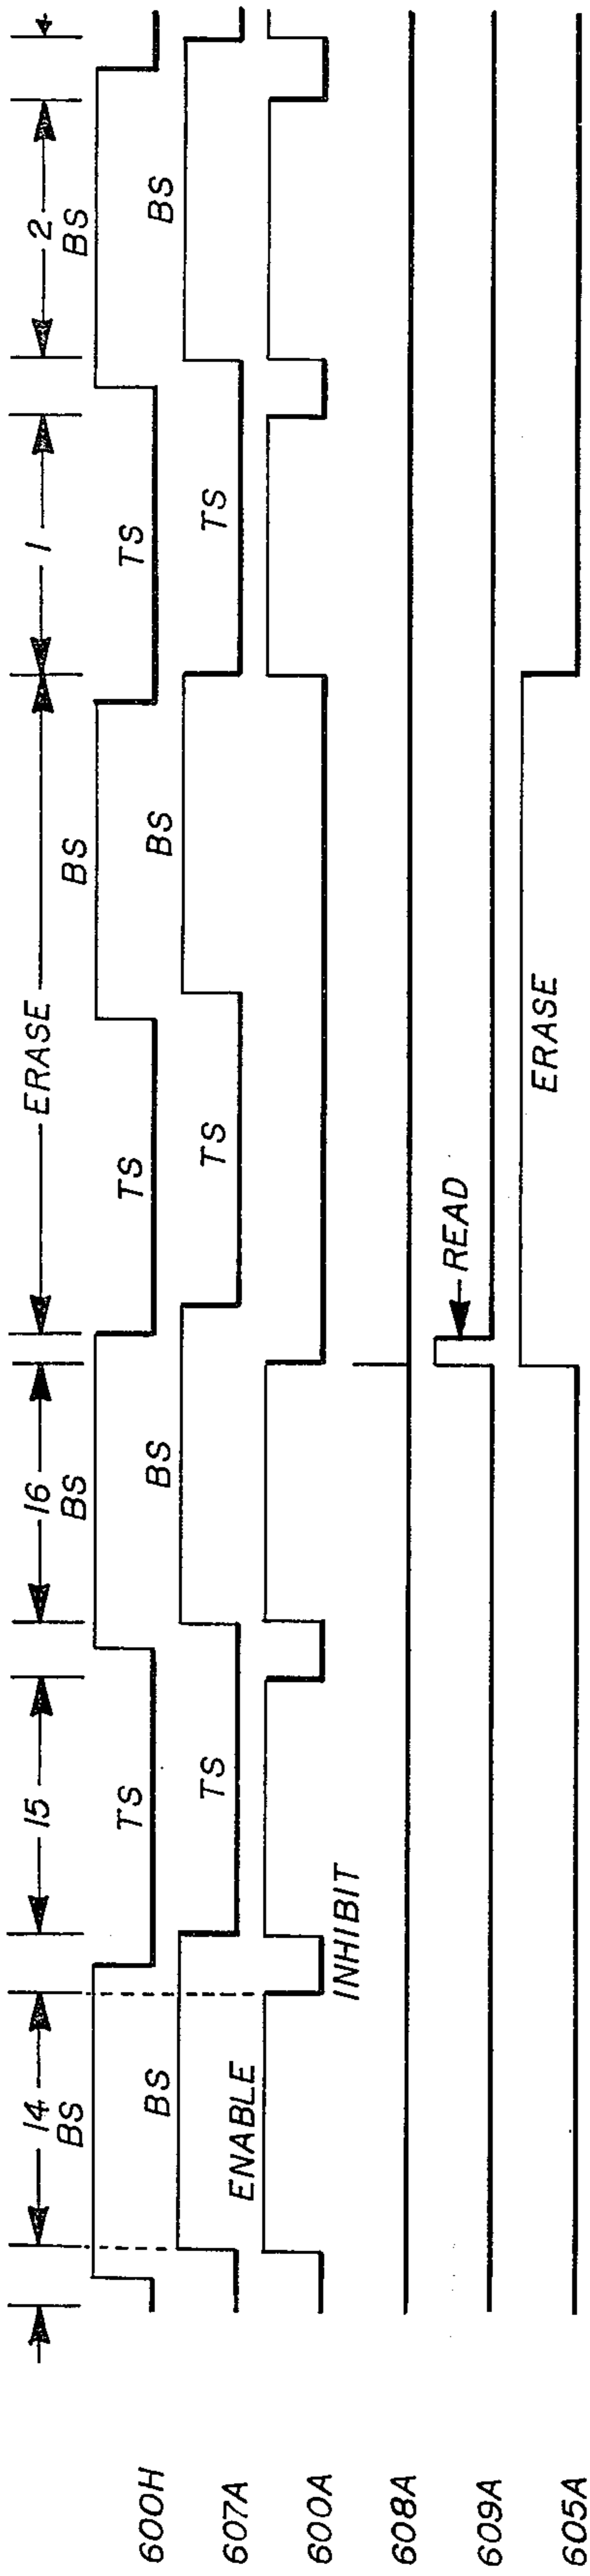 14 15 16 ERASE 1 2
BS BS BS BS
600H TS TS TS
607A BS TS BS TS BS TS BS
600A ENABLE INHIBIT
608A
609A READ
605A ERASE